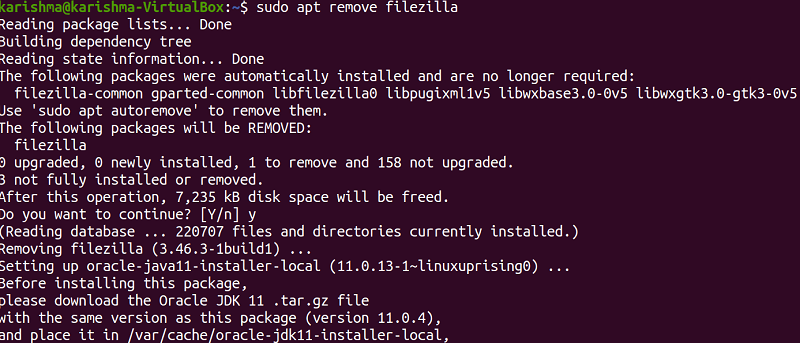 karishma@karishma-VirtualBox:~$ sudo apt remove filezilla
Reading package lists... Done
Building dependency tree
Reading state information... Done
The following packages were automatically installed and are no longer required:
  filezilla-common gparted-common libfilezilla0 libpugixml1v5 libwxbase3.0-0v5 libwxgtk3.0-gtk3-0v5
Use 'sudo apt autoremove' to remove them.
The following packages will be REMOVED:
  filezilla
0 upgraded, 0 newly installed, 1 to remove and 158 not upgraded.
3 not fully installed or removed.
After this operation, 7,235 kB disk space will be freed.
Do you want to continue? [Y/n] y
(Reading database ... 220707 files and directories currently installed.)
Removing filezilla (3.46.3-1build1) ...
Setting up oracle-java11-installer-local (11.0.13-1~linuxuprising0) ...
Before installing this package,
please download the Oracle JDK 11 .tar.gz file
with the same version as this package (version 11.0.4),
and place it in /var/cache/oracle-jdk11-installer-local,